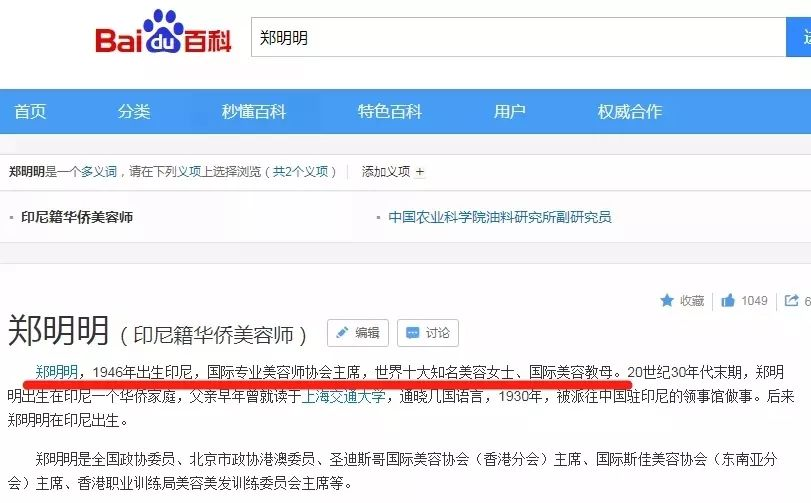 Bai du 百科
郑明明
首页 分类 秒懂百科 特色百科 用户 权威合作
郑明明是一个多义词，请在下列义项上选择浏览（共2个义项） 添加义项 +
▪ 印尼籍华侨美容师 ▪ 中国农业科学院油料研究所副研究员
收藏 1049 6
郑明明（印尼籍华侨美容师） 编辑 讨论
郑明明，1946年出生印尼，国际专业美容师协会主席，世界十大知名美容女士、国际美容教母。20世纪30年代末期，郑明
明出生在印尼一个华侨家庭，父亲早年曾就读于上海交通大学，通晓几国语言，1930年，被派往中国驻印尼的领事馆做事。后来
郑明明在印尼出生。
郑明明是全国政协委员、北京市政协港澳委员、圣迪斯哥国际美容协会（香港分会）主席、国际斯佳美容协会（东南亚分
会）主席、香港职业训练局美容美发训练委员会主席等。